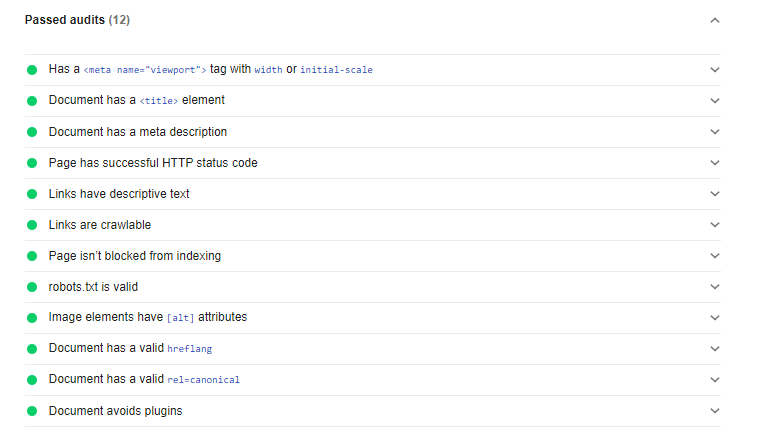 Passed audits (12)
Has a <meta name="viewport"> tag with width or initial-scale
Document has a <title> element
Document has a meta description
Page has successful HTTP status code
Links have descriptive text
Links are crawlable
Page isn't blocked from indexing
robots.txt is valid
Image elements have [alt] attributes
Document has a valid hreflang
Document has a valid rel=canonical
Document avoids plugins